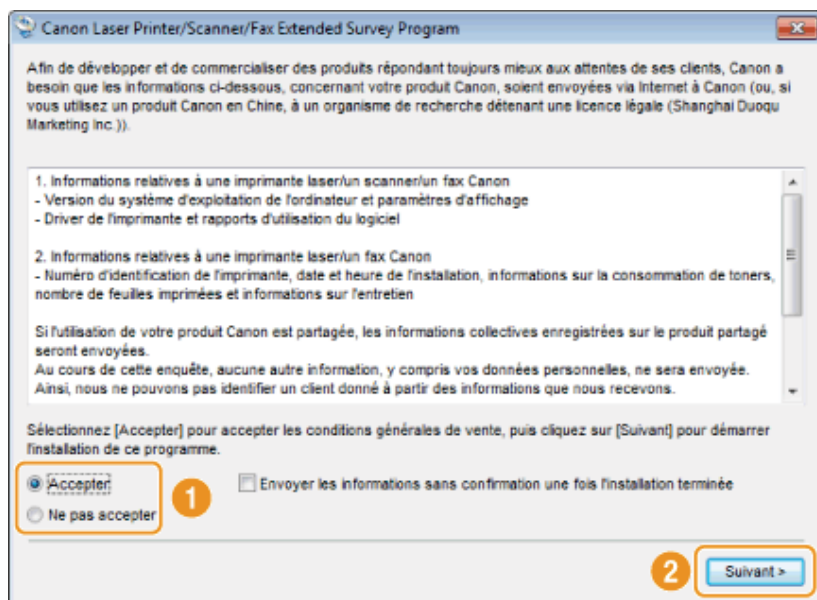 Canon Laser Printer/Scanner/Fax Extended Survey Program
Afin de développer et de commercialiser des produits répondant toujours mieux aux attentes de ses clients, Canon a
besoin que les informations ci-dessous, concernant votre produit Canon, soient envoyées via Internet à Canon (ou, si
vous utilisez un produit Canon en Chine, à un organisme de recherche détenant une licence légale (Shanghai Duoqu
Marketing Inc.)).
1. Informations relatives à une imprimante laser/un scanner/un fax Canon
- Version du système d'exploitation de l'ordinateur et paramètres d'affichage
- Driver de l'imprimante et rapports d'utilisation du logiciel
2. Informations relatives à une imprimante laser/un fax Canon
- Numéro d'identification de l'imprimante, date et heure de l'installation, informations sur la consommation de toners,
nombre de feuilles imprimées et informations sur l'entretien
Si l'utilisation de votre produit Canon est partagée, les informations collectives enregistrées sur le produit partagé
seront envoyées.
Au cours de cette enquête, aucune autre information, y compris vos données personnelles, ne sera envoyée.
Ainsi, nous ne pouvons pas identifier un client donné à partir des informations que nous recevons.
Sélectionnez [Accepter] pour accepter les conditions générales de vente, puis cliquez sur [Suivant] pour démarrer
l'installation de ce programme.
Accepter
1
Envoyer les informations sans confirmation une fois l'installation terminée
Ne pas accepter
2
Suivant >